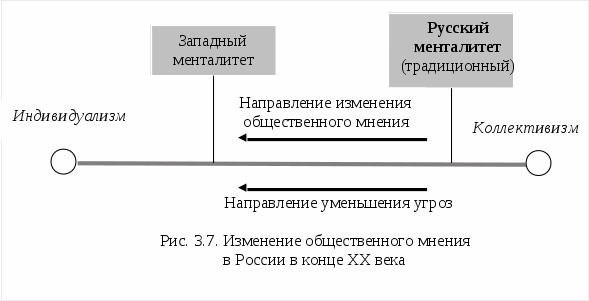 Западный
менталитет
Русский
менталитет
(традиционный)
Направление изменения
общественного мнения
Индивидуализм
Коллективизм
Направление уменьшения угроз
Рис. 3.7. Изменение общественного мнения
в России в конце XX века